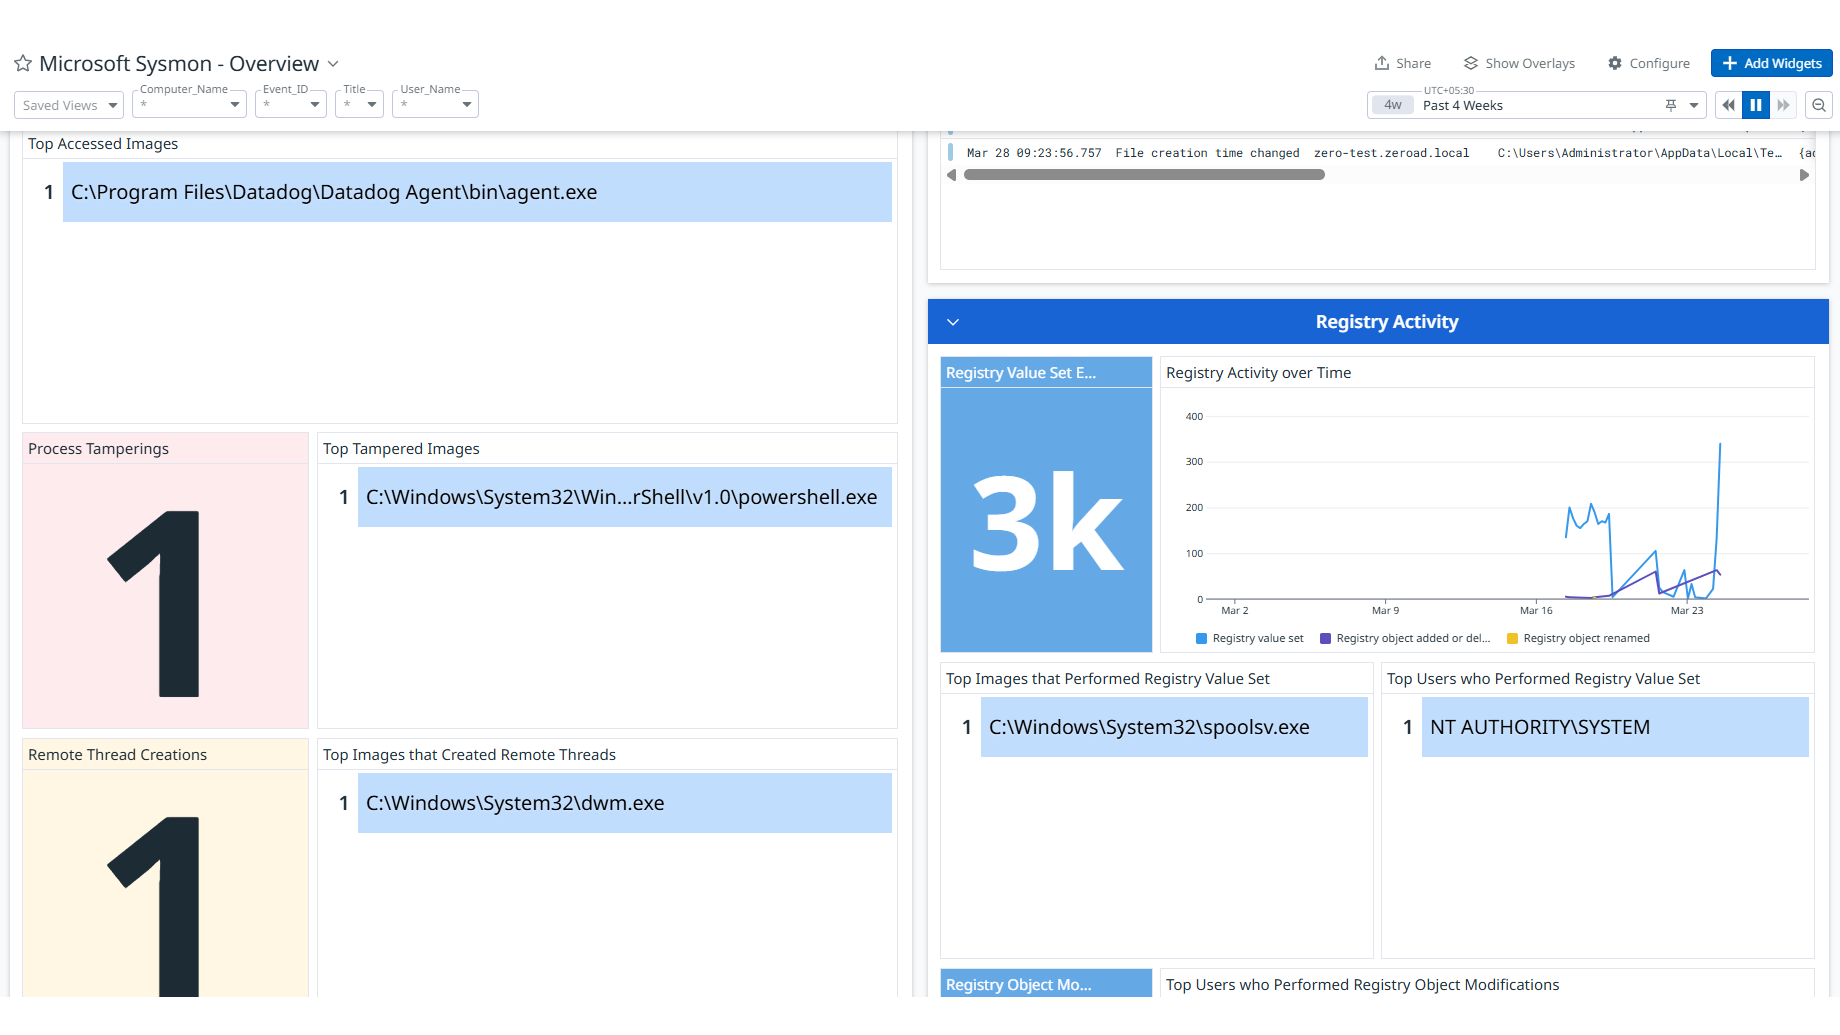 Microsoft Sysmon - Overview
Share
Show Overlays
Configure
Add Widgets
Saved Views
Computer_Name
*
Event_ID
*
Title
*
User_Name
*
UTC+05:30
4w
Past 4 Weeks
Top Accessed Images
1
C:\Program Files\Datadog\Datadog Agent\bin\agent.exe
Process Tamperings
1
Top Tampered Images
1
C:\Windows\System32\Win...rShell\v1.0\powershell.exe
Remote Thread Creations
1
Top Images that Created Remote Threads
1
C:\Windows\System32\dwm.exe
Mar 28 09:23:56.757 File creation time changed zero-test.zeroad.local C:\Users\Administrator\AppData\Local\Te…
Registry Activity
Registry Value Set E...
3k
Registry Activity over Time
400
300
200
100
0
Mar 2
Mar 9
Mar 16
Mar 23
Registry value set
Registry object added or del...
Registry object renamed
Top Images that Performed Registry Value Set
1
C:\Windows\System32\spoolsv.exe
Top Users who Performed Registry Value Set
1
NT AUTHORITY\SYSTEM
Registry Object Mo...
Top Users who Performed Registry Object Modifications